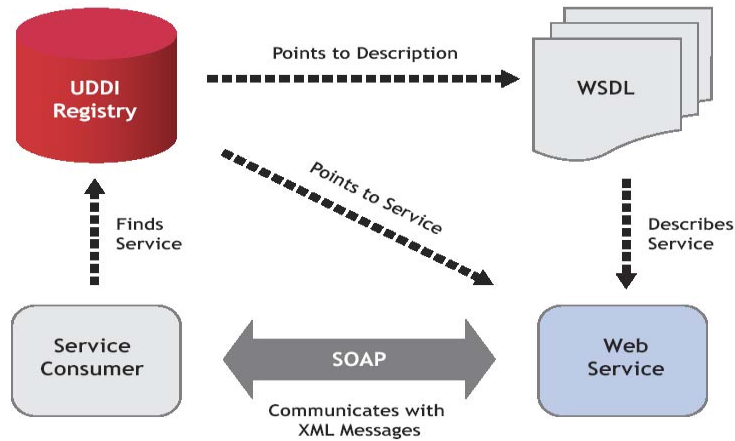 Points to Description
UDDI
Registry
WSDL
Points to Service
Finds
Service
Describes
Service
Service
Consumer
SOAP
Web
Service
Communicates with
XML Messages